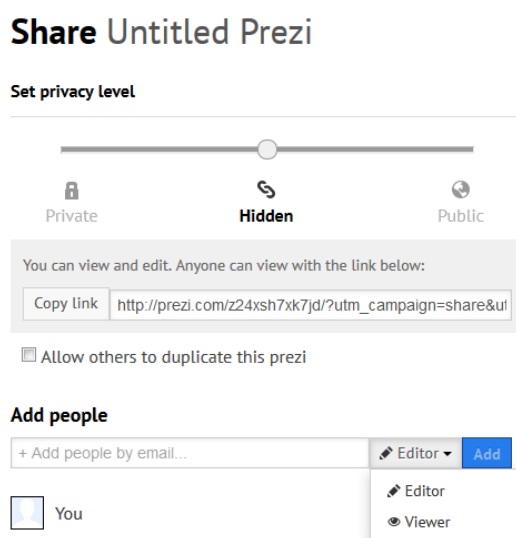 Share Untitled Prezi
Set privacy level
Private Hidden Public
You can view and edit. Anyone can view with the link below:
Copy link http://prezi.com/z24xsh7xk7jd/?utm_campaign=share&ut
Allow others to duplicate this prezi
Add people
+ Add people by email... Editor Add
Editor
You
Viewer